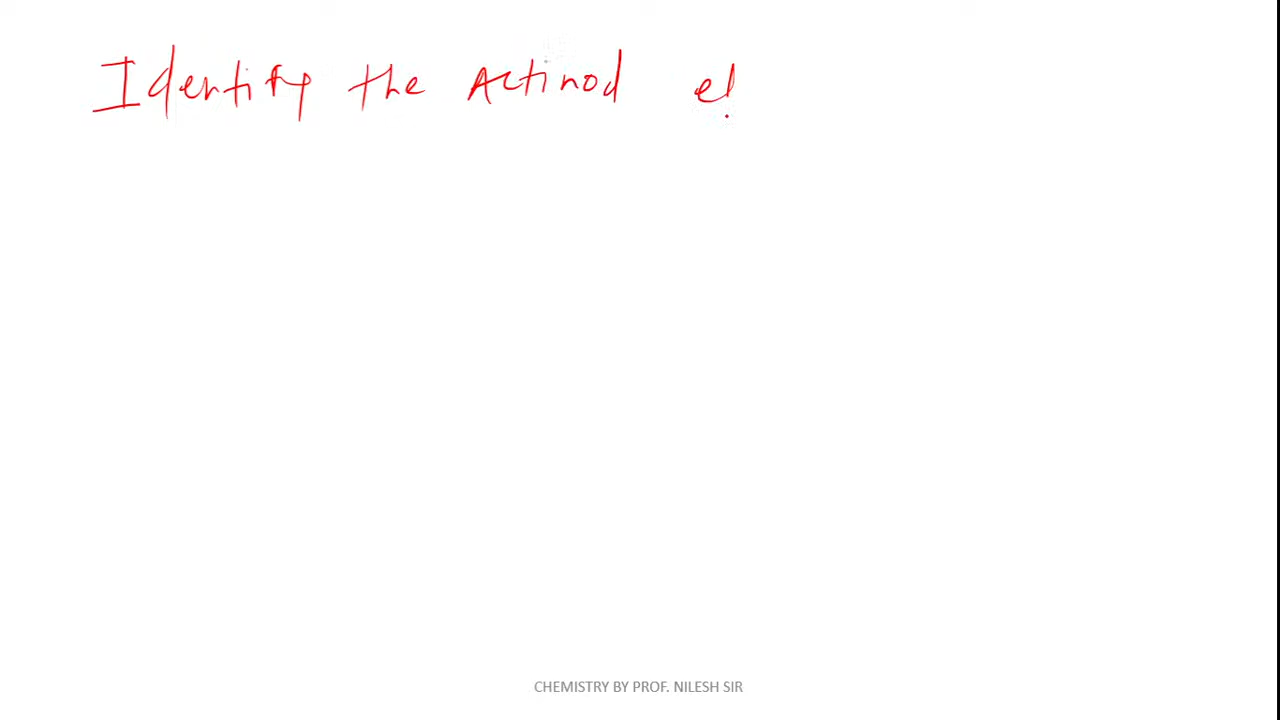 Identify the Actinod el
CHEMISTRY BY PROF. NILESH SIR